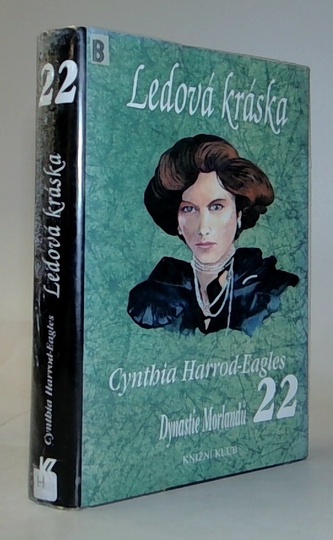 22
Ledová kráska
Cynthia Harrod-Eagles
B
Ledová kráska
Cynthia Harrod-Eagles
Dynastie Morlandů 22
KNIŽNÍ KLUB